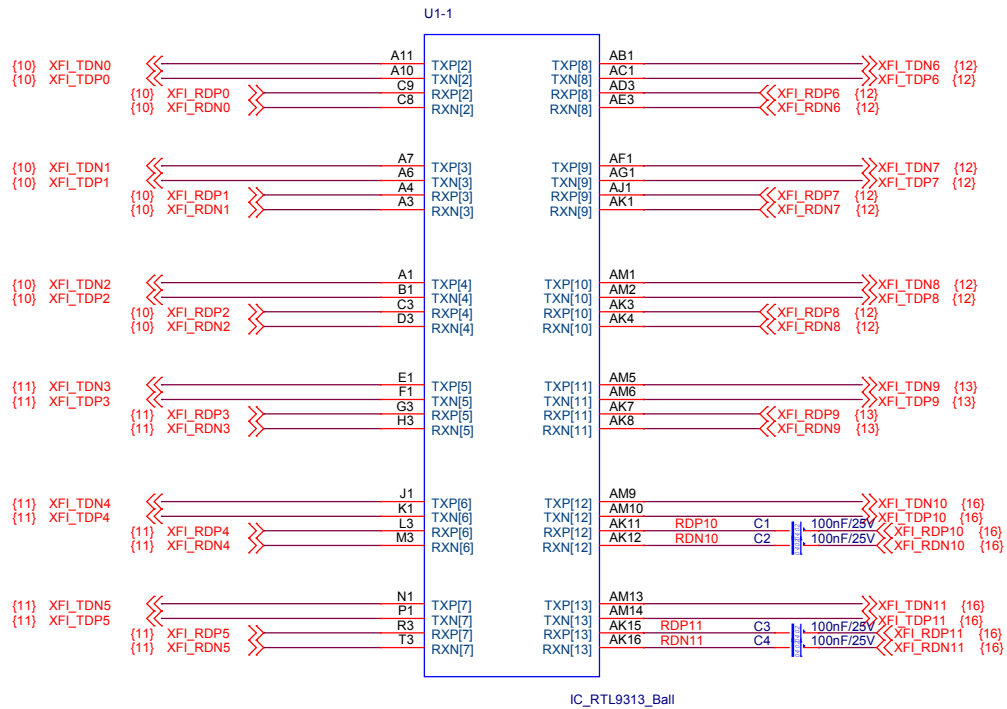 U1-1
{10} XFI_TDN0 A11 TXP[2] TXP[8] AB1 XFI_TDN6 {12}
{10} XFI_TDP0 A10 TXN[2] TXN[8] AC1 XFI_TDP6 {12}
{10} XFI_RDP0 C9 RXP[2] RXP[8] AD3 XFI_RDP6 {12}
{10} XFI_RDN0 C8 RXN[2] RXN[8] AE3 XFI_RDN6 {12}
{10} XFI_TDN1 A7 TXP[3] TXP[9] AF1 XFI_TDN7 {12}
{10} XFI_TDP1 A6 TXN[3] TXN[9] AG1 XFI_TDP7 {12}
{10} XFI_RDP1 A4 RXP[3] RXP[9] AJ1 XFI_RDP7 {12}
{10} XFI_RDN1 A3 RXN[3] RXN[9] AK1 XFI_RDN7 {12}
{10} XFI_TDN2 A1 TXP[4] TXP[10] AM1 XFI_TDN8 {12}
{10} XFI_TDP2 B1 TXN[4] TXN[10] AM2 XFI_TDP8 {12}
{10} XFI_RDP2 C3 RXP[4] RXP[10] AK3 XFI_RDP8 {12}
{10} XFI_RDN2 D3 RXN[4] RXN[10] AK4 XFI_RDN8 {12}
{11} XFI_TDN3 E1 TXP[5] TXP[11] AM5 XFI_TDN9 {13}
{11} XFI_TDP3 F1 TXN[5] TXN[11] AM6 XFI_TDP9 {13}
{11} XFI_RDP3 G3 RXP[5] RXP[11] AK7 XFI_RDP9 {13}
{11} XFI_RDN3 H3 RXN[5] RXN[11] AK8 XFI_RDN9 {13}
{11} XFI_TDN4 J1 TXP[6] TXP[12] AM9 XFI_TDN10 {16}
{11} XFI_TDP4 K1 TXN[6] TXN[12] AM10 XFI_TDP10 {16}
{11} XFI_RDP4 L3 RXP[6] RXP[12] AK11 RDP10 C1 100nF/25V XFI_RDP10 {16}
{11} XFI_RDN4 M3 RXN[6] RXN[12] AK12 RDN10 C2 100nF/25V XFI_RDN10 {16}
{11} XFI_TDN5 N1 TXP[7] TXP[13] AM13 XFI_TDN11 {16}
{11} XFI_TDP5 P1 TXN[7] TXN[13] AM14 XFI_TDP11 {16}
{11} XFI_RDP5 R3 RXP[7] RXP[13] AK15 RDP11 C3 100nF/25V XFI_RDP11 {16}
{11} XFI_RDN5 T3 RXN[7] RXN[13] AK16 RDN11 C4 100nF/25V XFI_RDN11 {16}
IC_RTL9313_Ball